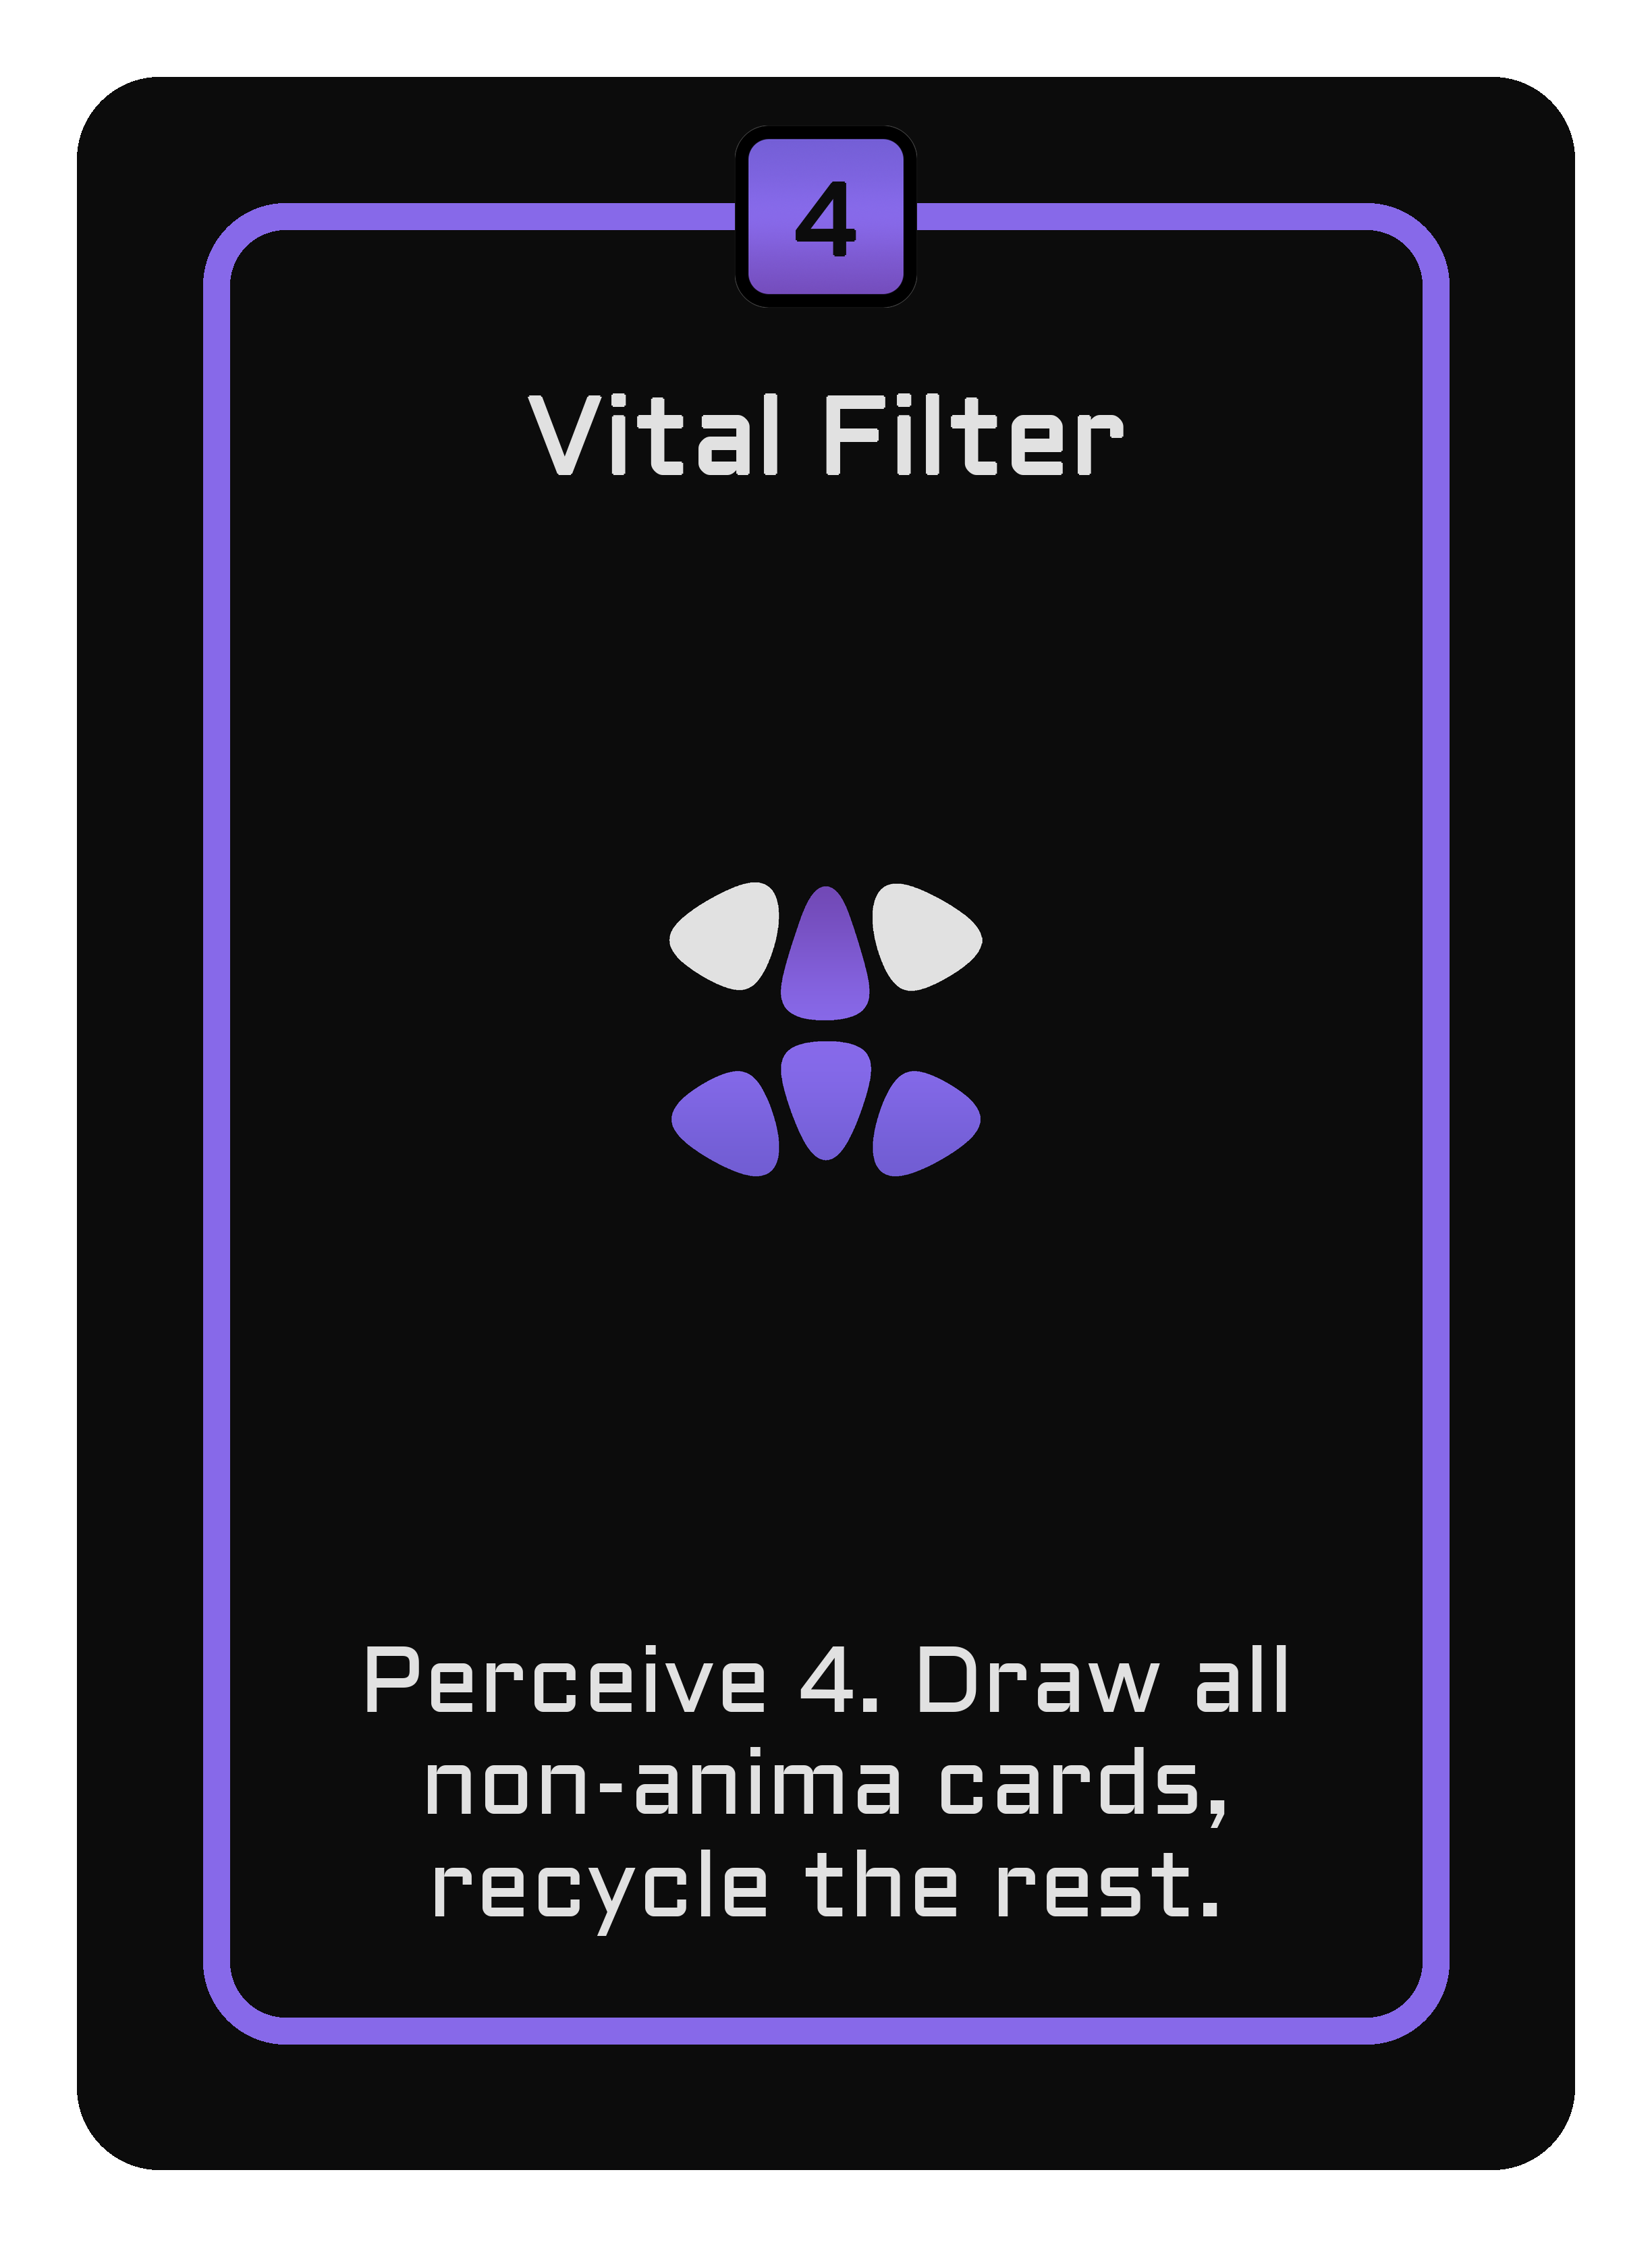 4
Vital Filter
Perceive 4. Draw all
non-anima cards,
recycle the rest.